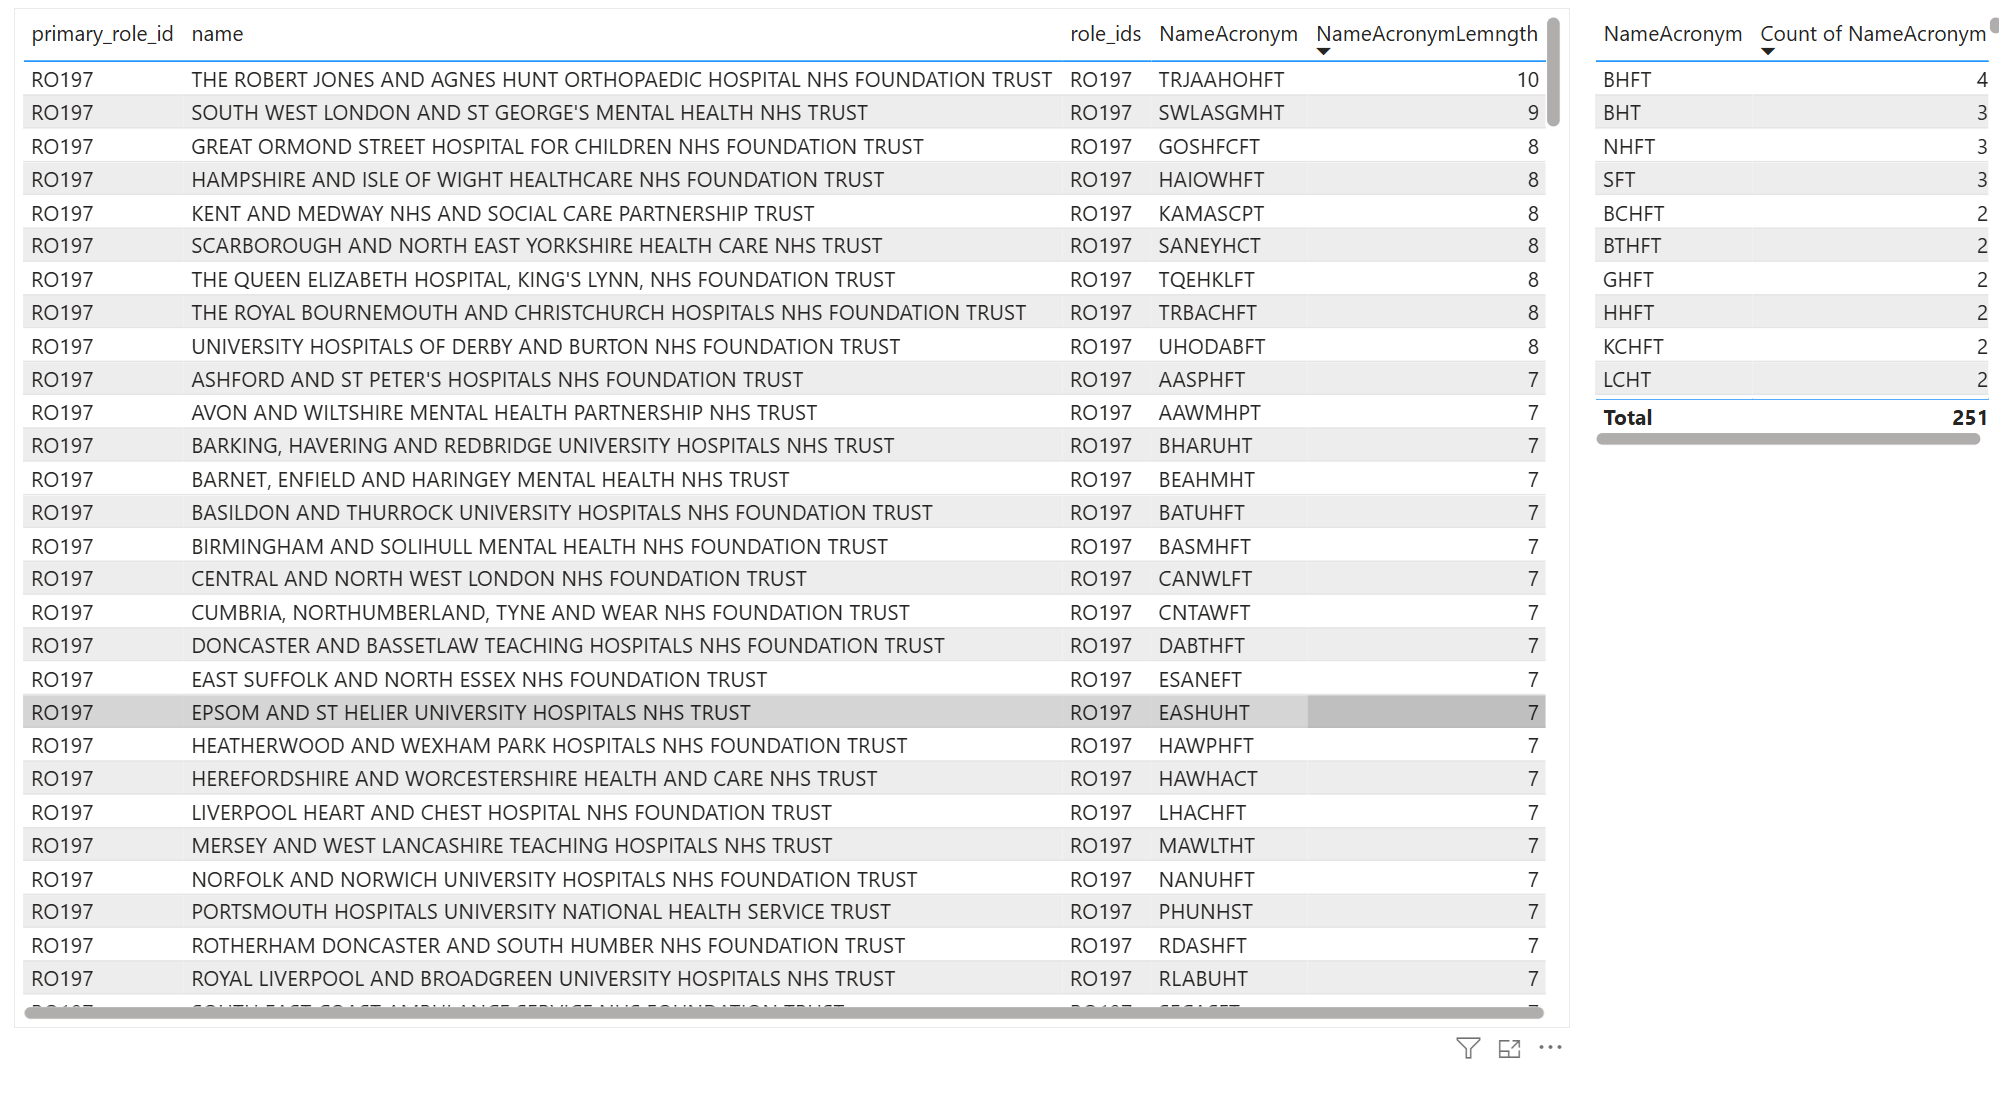 primary_role_id name role_ids NameAcronym NameAcronymLemngth
RO197 THE ROBERT JONES AND AGNES HUNT ORTHOPAEDIC HOSPITAL NHS FOUNDATION TRUST RO197 TRJAAHOHFT 10
RO197 SOUTH WEST LONDON AND ST GEORGE'S MENTAL HEALTH NHS TRUST RO197 SWLASGMHT 9
RO197 GREAT ORMOND STREET HOSPITAL FOR CHILDREN NHS FOUNDATION TRUST RO197 GOSHFCFT 8
RO197 HAMPSHIRE AND ISLE OF WIGHT HEALTHCARE NHS FOUNDATION TRUST RO197 HAIOWHFT 8
RO197 KENT AND MEDWAY NHS AND SOCIAL CARE PARTNERSHIP TRUST RO197 KAMASCPT 8
RO197 SCARBOROUGH AND NORTH EAST YORKSHIRE HEALTH CARE NHS TRUST RO197 SANEYHCT 8
RO197 THE QUEEN ELIZABETH HOSPITAL, KING'S LYNN, NHS FOUNDATION TRUST RO197 TQEHKLFT 8
RO197 THE ROYAL BOURNEMOUTH AND CHRISTCHURCH HOSPITALS NHS FOUNDATION TRUST RO197 TRBACHFT 8
RO197 UNIVERSITY HOSPITALS OF DERBY AND BURTON NHS FOUNDATION TRUST RO197 UHODABFT 8
RO197 ASHFORD AND ST PETER'S HOSPITALS NHS FOUNDATION TRUST RO197 AASPHFT 7
RO197 AVON AND WILTSHIRE MENTAL HEALTH PARTNERSHIP NHS TRUST RO197 AAWMHPT 7
RO197 BARKING, HAVERING AND REDBRIDGE UNIVERSITY HOSPITALS NHS TRUST RO197 BHARUHT 7
RO197 BARNET, ENFIELD AND HARINGEY MENTAL HEALTH NHS TRUST RO197 BEAHMHT 7
RO197 BASILDON AND THURROCK UNIVERSITY HOSPITALS NHS FOUNDATION TRUST RO197 BATUHFT 7
RO197 BIRMINGHAM AND SOLIHULL MENTAL HEALTH NHS FOUNDATION TRUST RO197 BASMHFT 7
RO197 CENTRAL AND NORTH WEST LONDON NHS FOUNDATION TRUST RO197 CANWLFT 7
RO197 CUMBRIA, NORTHUMBERLAND, TYNE AND WEAR NHS FOUNDATION TRUST RO197 CNTAWFT 7
RO197 DONCASTER AND BASSETLAW TEACHING HOSPITALS NHS FOUNDATION TRUST RO197 DABTHFT 7
RO197 EAST SUFFOLK AND NORTH ESSEX NHS FOUNDATION TRUST RO197 ESANEFT 7
RO197 EPSOM AND ST HELIER UNIVERSITY HOSPITALS NHS TRUST RO197 EASHUHT 7
RO197 HEATHERWOOD AND WEXHAM PARK HOSPITALS NHS FOUNDATION TRUST RO197 HAWPHFT 7
RO197 HEREFORDSHIRE AND WORCESTERSHIRE HEALTH AND CARE NHS TRUST RO197 HAWHACT 7
RO197 LIVERPOOL HEART AND CHEST HOSPITAL NHS FOUNDATION TRUST RO197 LHACHFT 7
RO197 MERSEY AND WEST LANCASHIRE TEACHING HOSPITALS NHS TRUST RO197 MAWLTHT 7
RO197 NORFOLK AND NORWICH UNIVERSITY HOSPITALS NHS FOUNDATION TRUST RO197 NANUHFT 7
RO197 PORTSMOUTH HOSPITALS UNIVERSITY NATIONAL HEALTH SERVICE TRUST RO197 PHUNHST 7
RO197 ROTHERHAM DONCASTER AND SOUTH HUMBER NHS FOUNDATION TRUST RO197 RDASHFT 7
RO197 ROYAL LIVERPOOL AND BROADGREEN UNIVERSITY HOSPITALS NHS TRUST RO197 RLABUHT 7
NameAcronym Count of NameAcronym
BHFT 4
BHT 3
NHFT 3
SFT 3
BCHFT 2
BTHFT 2
GHFT 2
HHFT 2
KCHFT 2
LCHT 2
Total 251